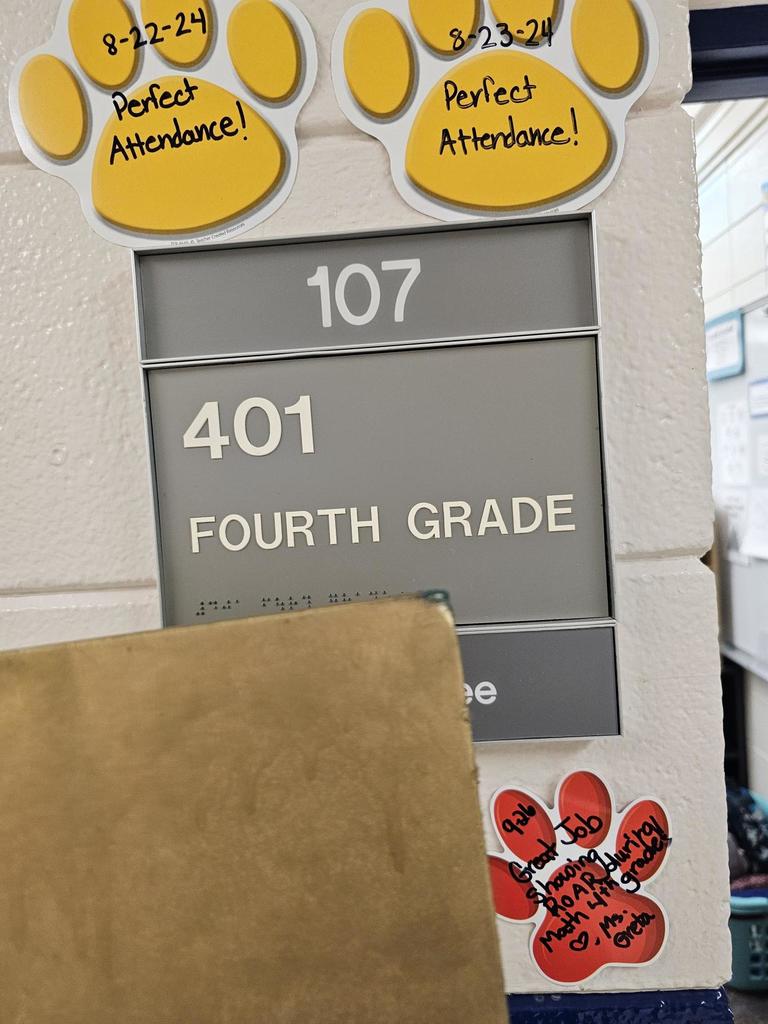 8-22-24
Perfect
Attendance!
8-23-24
Perfect
Attendance!
107
401
FOURTH GRADE
ee
9/26
Great Job
Showing
ROAR during
Math 4th grade!!
♡, Ms.
Greta